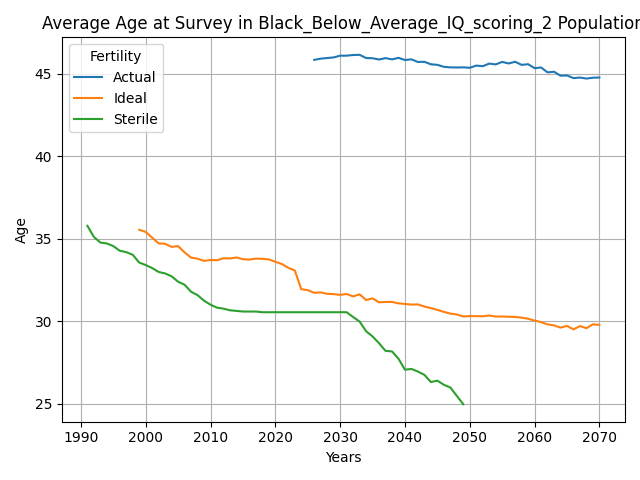 Average Age at Survey in Black_Below_Average_IQ_scoring_2 Population
Fertility
Actual
Ideal
Sterile
Age
45
40
35
30
25
1990 2000 2010 2020 2030 2040 2050 2060 2070
Years